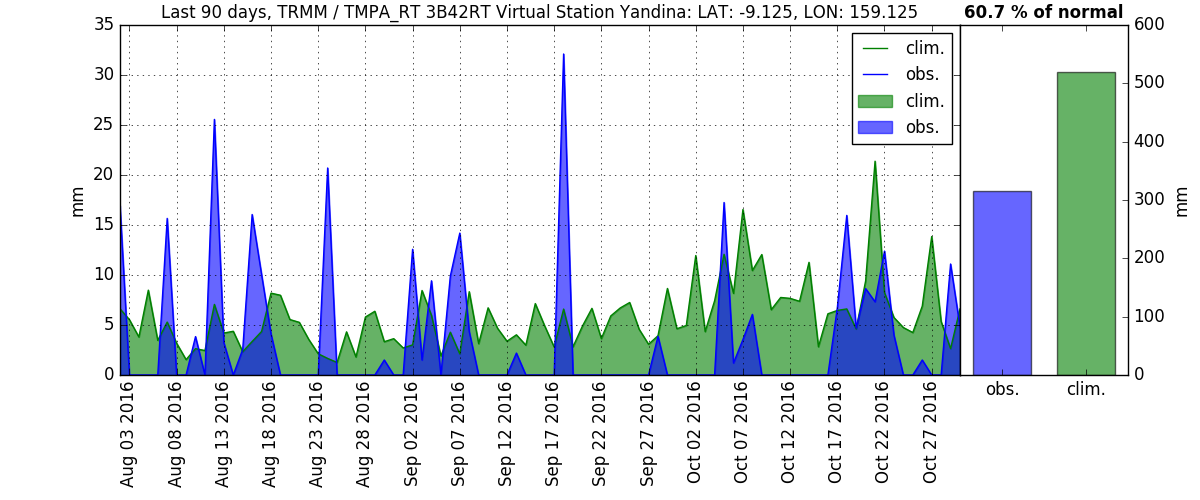 Last 90 days, TRMM / TMPA_RT 3B42RT Virtual Station Yandina: LAT: -9.125, LON: 159.125
60.7 % of normal
35
30
25
20
15
10
5
0
mm
clim.
obs.
clim.
obs.
600
500
400
300
200
100
0
mm
obs.
clim.
Aug 03 2016
Aug 08 2016
Aug 13 2016
Aug 18 2016
Aug 23 2016
Aug 28 2016
Sep 02 2016
Sep 07 2016
Sep 12 2016
Sep 17 2016
Sep 22 2016
Sep 27 2016
Oct 02 2016
Oct 07 2016
Oct 12 2016
Oct 17 2016
Oct 22 2016
Oct 27 2016